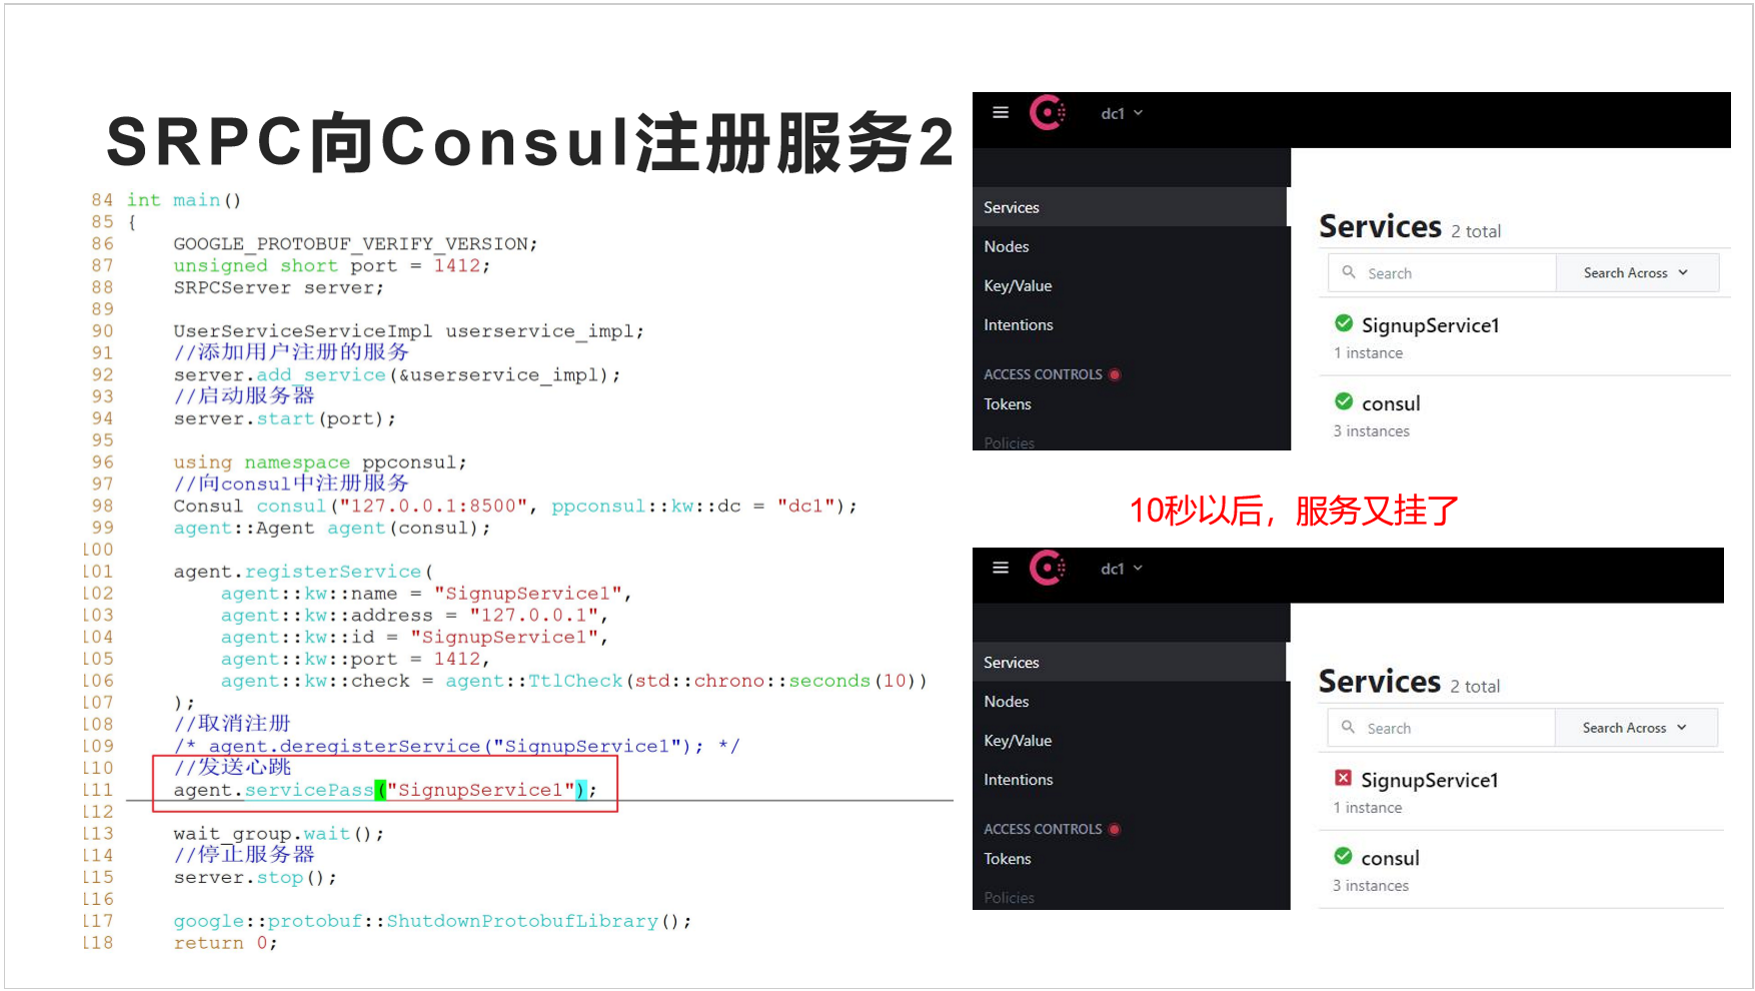 SRPC向Consul注册服务2
84 int main()
85 {
86     GOOGLE_PROTOBUF_VERIFY_VERSION;
87     unsigned short port = 1412;
88     SRPCServer server;
89
90     UserServiceServiceImpl userservice_impl;
91     //添加用户注册的服务
92     server.add_service(&userservice_impl);
93     //启动服务器
94     server.start(port);
95
96     using namespace ppconsul;
97     //向consul中注册服务
98     Consul consul("127.0.0.1:8500", ppconsul::kw::dc = "dc1");
99     agent::Agent agent(consul);
100
101     agent.registerService(
102         agent::kw::name = "SignupService1",
103         agent::kw::address = "127.0.0.1",
104         agent::kw::id = "SignupService1",
105         agent::kw::port = 1412,
106         agent::kw::check = agent::TtlCheck(std::chrono::seconds(10))
107     );
108     //取消注册
109     /* agent.deregisterService("SignupService1"); */
110     //发送心跳
111     agent.servicePass("SignupService1");
112
113     wait_group.wait();
114     //停止服务器
115     server.stop();
116
117     google::protobuf::ShutdownProtobufLibrary();
118     return 0;
dc1
Services
Nodes
Key/Value
Intentions
ACCESS CONTROLS
Tokens
Policies
Services 2 total
Search
Search Across
SignupService1
1 instance
consul
3 instances
10秒以后，服务又挂了
dc1
Services
Nodes
Key/Value
Intentions
ACCESS CONTROLS
Tokens
Policies
Services 2 total
Search
Search Across
SignupService1
1 instance
consul
3 instances